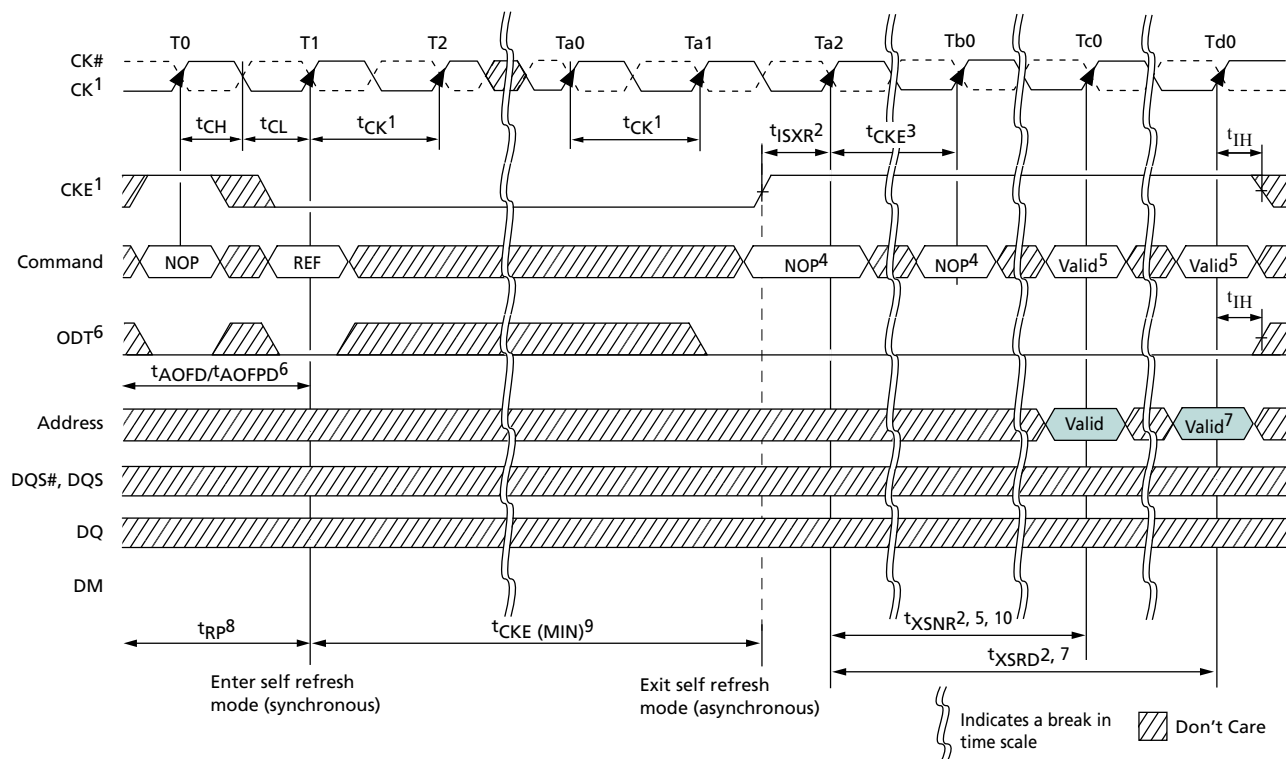 T0 T1 T2 Ta0 Ta1 Ta2 Tb0 Tc0 Td0
CK#
CK1
tCH tCL tCK1 tCK1 tISXR2 tCKE3 tIH
CKE1
Command NOP REF NOP4 NOP4 Valid5 Valid5
tIH
ODT6
tAOFD/tAOFPD6
Address Valid Valid7
DQS#, DQS
DQ
DM
tRP8 tCKE (MIN)9 tXSNR2, 5, 10
tXSRD2, 7
Enter self refresh
mode (synchronous)
Exit self refresh
mode (asynchronous)
Indicates a break in
time scale
Don't Care